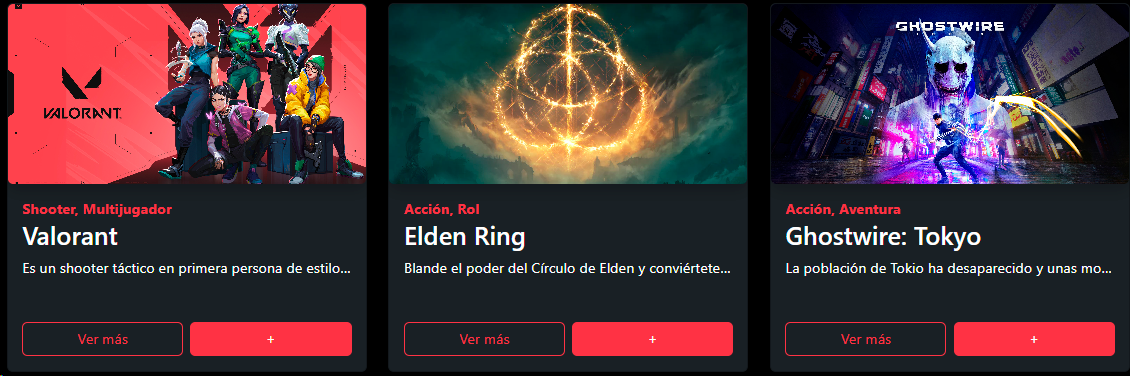 VALORANT
Shooter, Multijugador
Valorant
Es un shooter táctico en primera persona de estilo...
Ver más
+
Acción, Rol
Elden Ring
Blande el poder del Círculo de Elden y conviértete...
Ver más
+
GHOSTWIRE
Acción, Aventura
Ghostwire: Tokyo
La población de Tokio ha desaparecido y unas mo...
Ver más
+